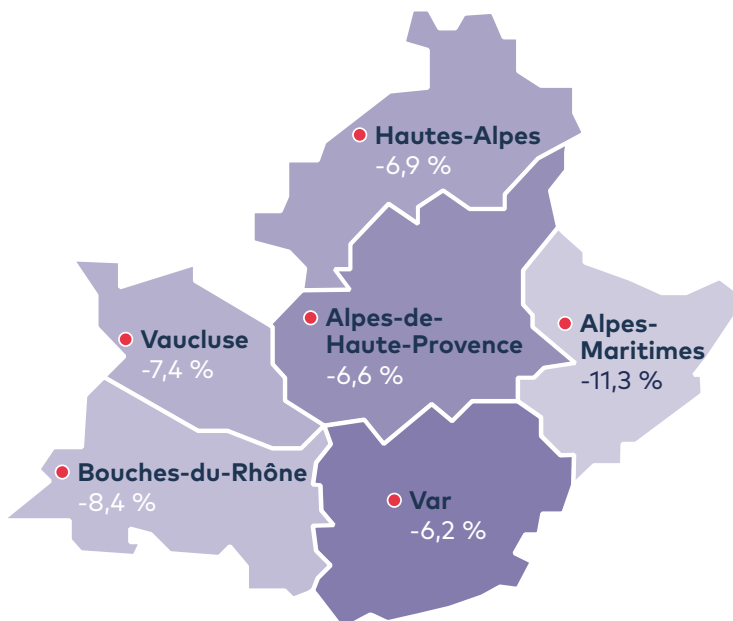 Hautes-Alpes
-6,9 %
Alpes-de-
Haute-Provence
-6,6 %
Alpes-
Maritimes
-11,3 %
Vaucluse
-7,4 %
Bouches-du-Rhône
-8,4 %
Var
-6,2 %